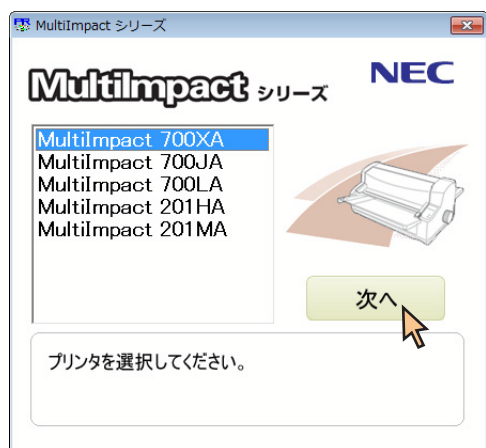 MultiImpact シリーズ
MultiImpact シリーズ
NEC
MultiImpact 700XA
MultiImpact 700JA
MultiImpact 700LA
MultiImpact 201HA
MultiImpact 201MA
次へ
プリンタを選択してください。